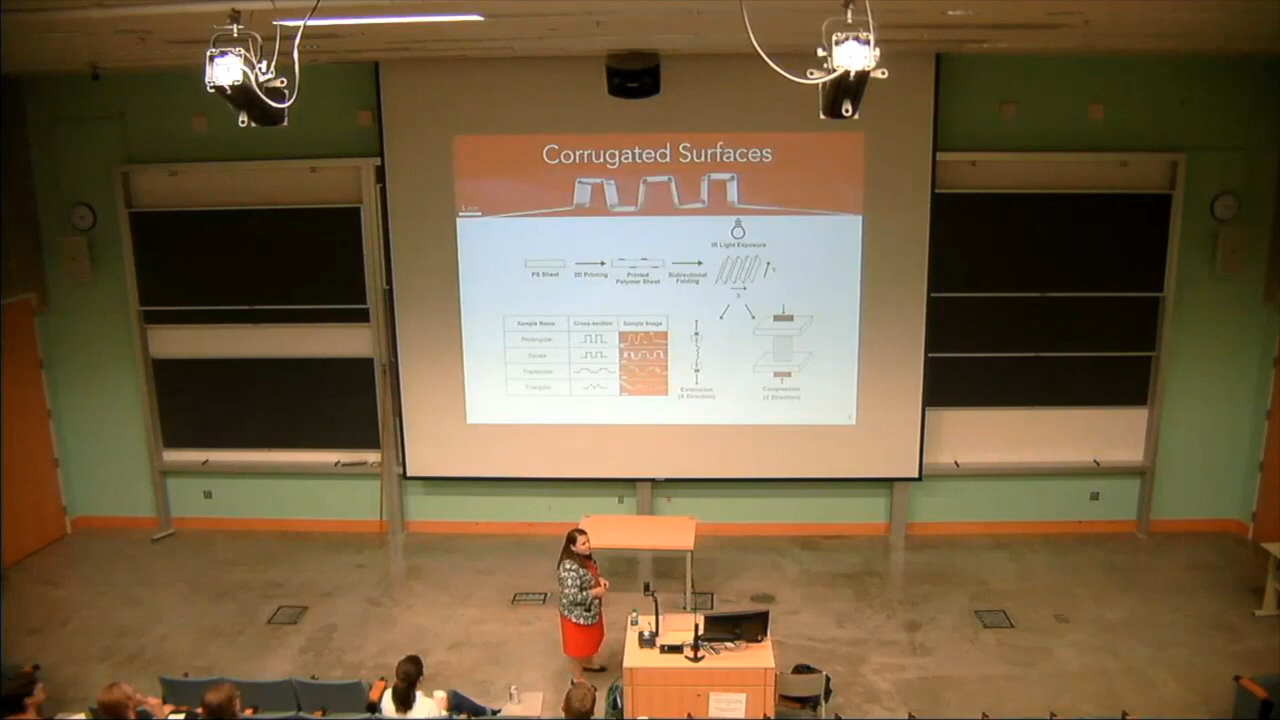 Corrugated Surfaces
IR Light Exposure
PS Sheet
2D Printing
Printed
Polymer Sheet
Bidirectional
Folding
X
Sample Name Cross-section Sample Image
Rectangular
Square
Trapezoidal
Triangular
Extension
(X Direction)
Compression
(Y Direction)